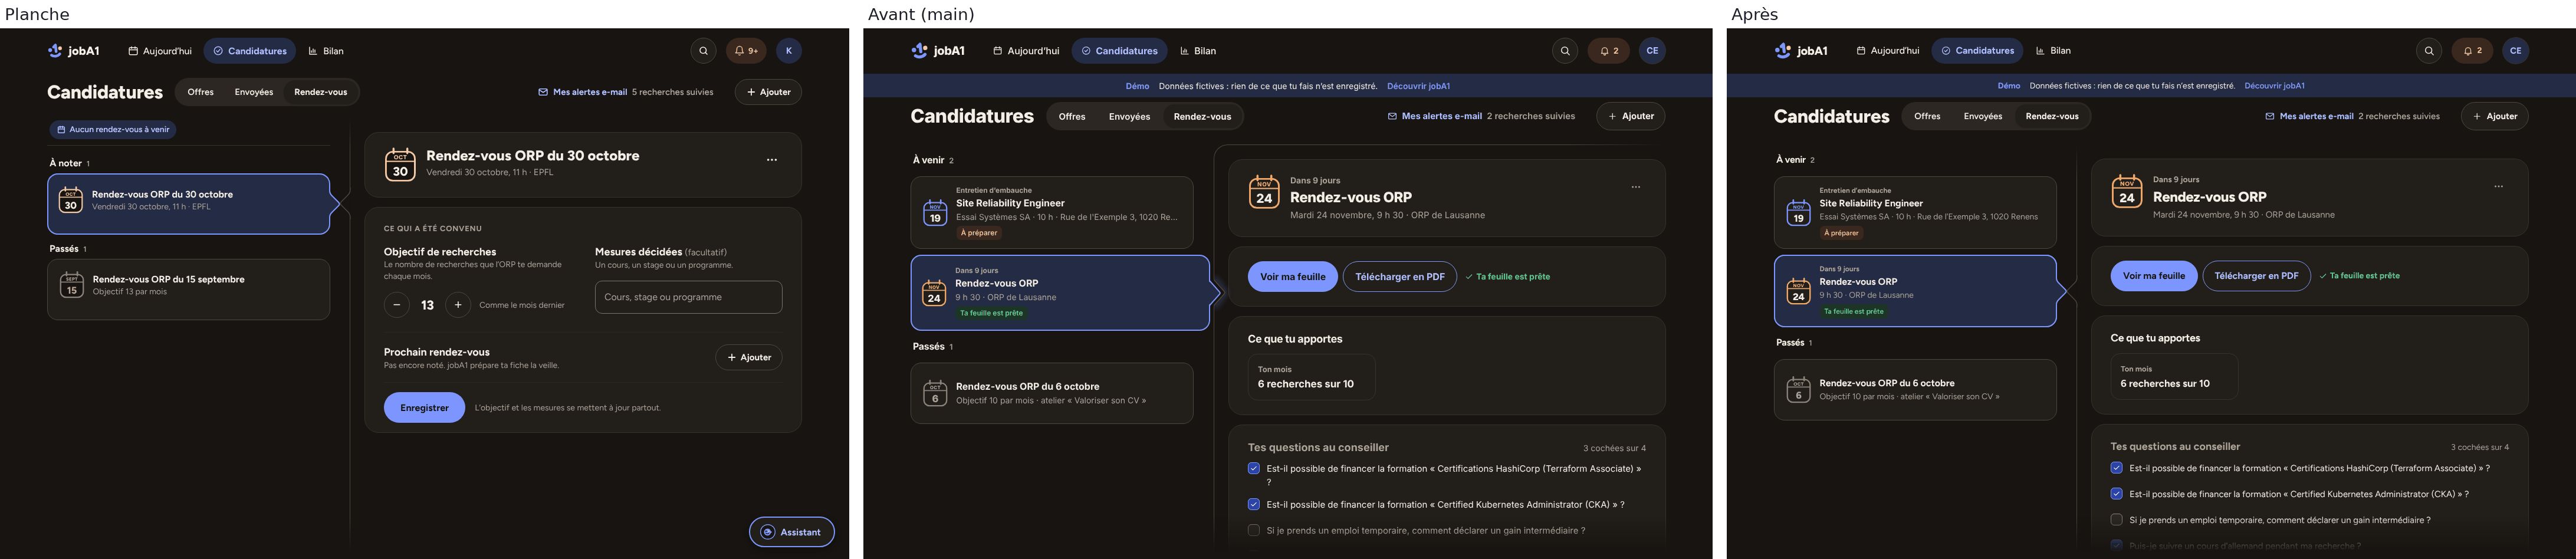 Planche
jobA1
Aujourd'hui
Candidatures
Bilan
9+
K
Candidatures
Offres
Envoyées
Rendez-vous
Mes alertes e-mail 5 recherches suivies
+ Ajouter
Aucun rendez-vous à venir
À noter 1
OCT
30
Rendez-vous ORP du 30 octobre
Vendredi 30 octobre, 11 h · EPFL
Passés 1
SEPT
15
Rendez-vous ORP du 15 septembre
Objectif 13 par mois
OCT
30
Rendez-vous ORP du 30 octobre
Vendredi 30 octobre, 11 h · EPFL
CE QUI A ÉTÉ CONVENU
Objectif de recherches
Le nombre de recherches que l'ORP te demande
chaque mois.
− 13 + Comme le mois dernier
Mesures décidées (facultatif)
Un cours, un stage ou un programme.
Cours, stage ou programme
Prochain rendez-vous
Pas encore noté. jobA1 prépare ta fiche la veille.
+ Ajouter
Enregistrer
L'objectif et les mesures se mettent à jour partout.
Assistant
Avant (main)
jobA1
Aujourd'hui
Candidatures
Bilan
2
CE
Démo Données fictives : rien de ce que tu fais n'est enregistré. Découvrir jobA1
Candidatures
Offres
Envoyées
Rendez-vous
Mes alertes e-mail 2 recherches suivies
+ Ajouter
À venir 2
NOV
19
Entretien d'embauche
Site Reliability Engineer
Essai Systèmes SA · 10 h · Rue de l'Exemple 3, 1020 Re...
À préparer
NOV
24
Dans 9 jours
Rendez-vous ORP
9 h 30 · ORP de Lausanne
Ta feuille est prête
Passés 1
OCT
6
Rendez-vous ORP du 6 octobre
Objectif 10 par mois · atelier « Valoriser son CV »
NOV
24
Dans 9 jours
Rendez-vous ORP
Mardi 24 novembre, 9 h 30 · ORP de Lausanne
Voir ma feuille
Télécharger en PDF
Ta feuille est prête
Ce que tu apportes
Ton mois
6 recherches sur 10
Tes questions au conseiller
3 cochées sur 4
Est-il possible de financer la formation « Certifications HashiCorp (Terraform Associate) »
?
Est-il possible de financer la formation « Certified Kubernetes Administrator (CKA) » ?
Si je prends un emploi temporaire, comment déclarer un gain intermédiaire ?
Après
jobA1
Aujourd'hui
Candidatures
Bilan
2
CE
Démo Données fictives : rien de ce que tu fais n'est enregistré. Découvrir jobA1
Candidatures
Offres
Envoyées
Rendez-vous
Mes alertes e-mail 2 recherches suivies
+ Ajouter
À venir 2
NOV
19
Entretien d'embauche
Site Reliability Engineer
Essai Systèmes SA · 10 h · Rue de l'Exemple 3, 1020 Renens
À préparer
NOV
24
Dans 9 jours
Rendez-vous ORP
9 h 30 · ORP de Lausanne
Ta feuille est prête
Passés 1
OCT
6
Rendez-vous ORP du 6 octobre
Objectif 10 par mois · atelier « Valoriser son CV »
NOV
24
Dans 9 jours
Rendez-vous ORP
Mardi 24 novembre, 9 h 30 · ORP de Lausanne
Voir ma feuille
Télécharger en PDF
Ta feuille est prête
Ce que tu apportes
Ton mois
6 recherches sur 10
Tes questions au conseiller
3 cochées sur 4
Est-il possible de financer la formation « Certifications HashiCorp (Terraform Associate) » ?
Est-il possible de financer la formation « Certified Kubernetes Administrator (CKA) » ?
Si je prends un emploi temporaire, comment déclarer un gain intermédiaire ?
Puis-je suivre un cours d'allemand pendant ma recherche ?